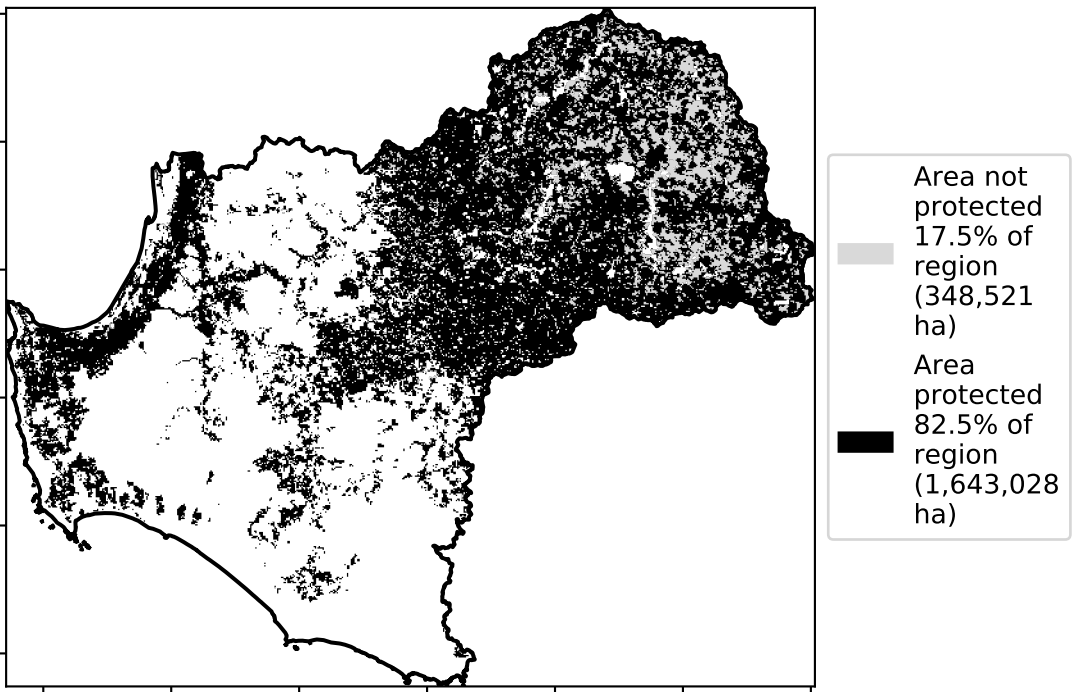 Area not
protected
17.5% of
region
(348,521
ha)
Area
protected
82.5% of
region
(1,643,028
ha)